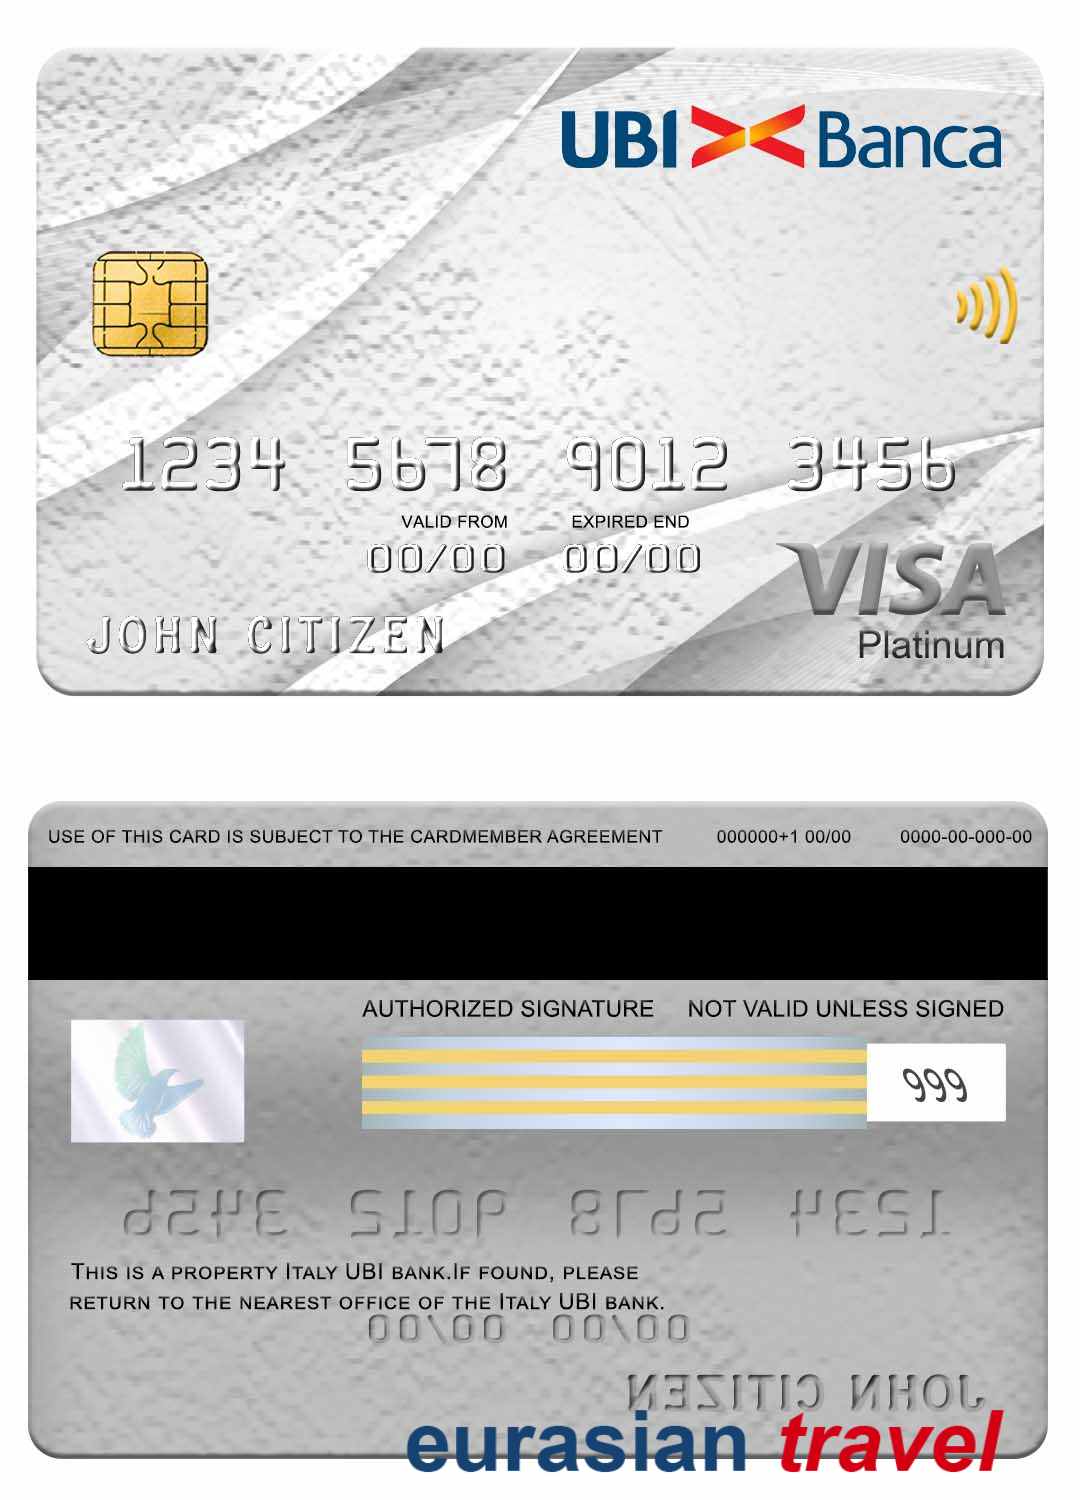 UBI Banca
1234 5678 9012 3456
VALID FROM EXPIRED END
00/00 00/00
VISA
JOHN CITIZEN
Platinum
USE OF THIS CARD IS SUBJECT TO THE CARDMEMBER AGREEMENT 000000+1 00/00 0000-00-000-00
AUTHORIZED SIGNATURE NOT VALID UNLESS SIGNED
999
1234 5678 9012 3456
THIS IS A PROPERTY ITALY UBI BANK.IF FOUND, PLEASE
RETURN TO THE NEAREST OFFICE OF THE ITALY UBI BANK.
00/00 00/00
JOHN CITIZEN
eurasian travel